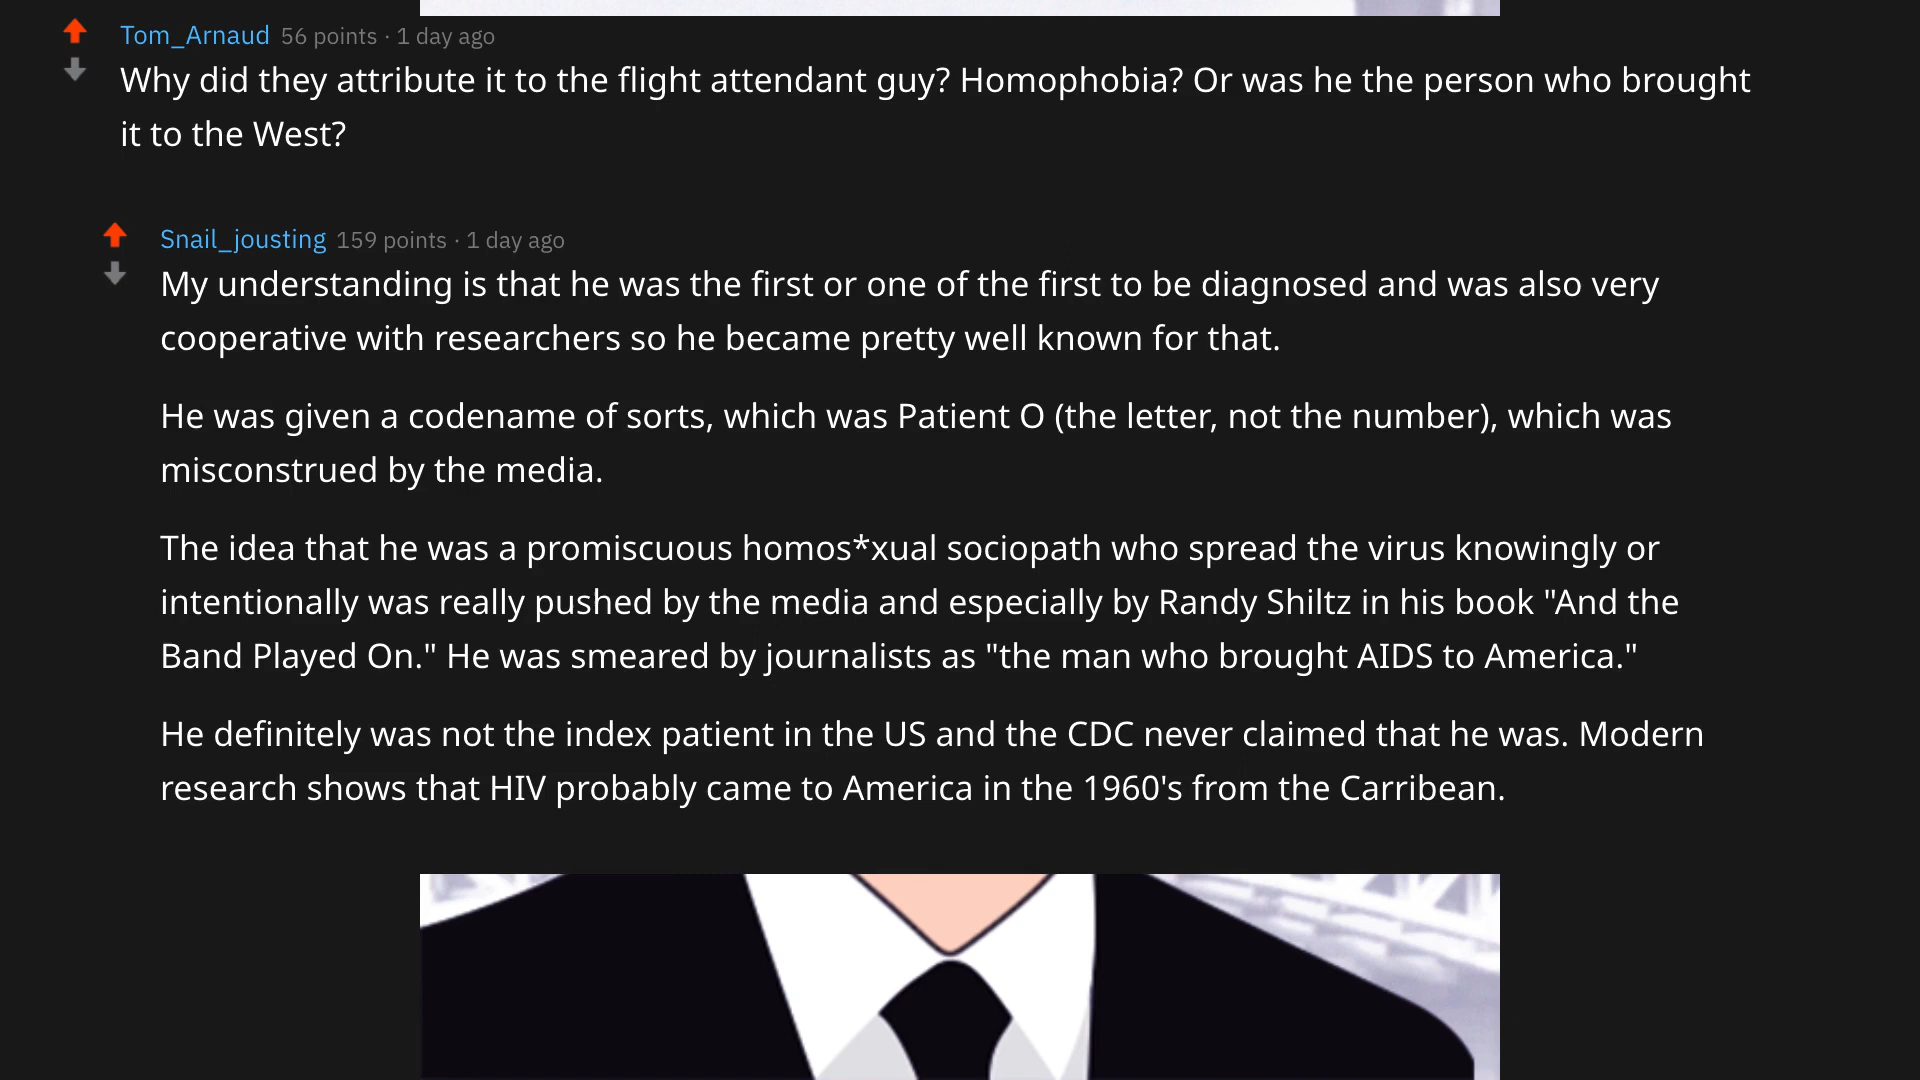 Tom_Arnaud 56 points · 1 day ago
Why did they attribute it to the flight attendant guy? Homophobia? Or was he the person who brought
it to the West?
Snail_jousting 159 points · 1 day ago
My understanding is that he was the first or one of the first to be diagnosed and was also very
cooperative with researchers so he became pretty well known for that.
He was given a codename of sorts, which was Patient O (the letter, not the number), which was
misconstrued by the media.
The idea that he was a promiscuous homos*xual sociopath who spread the virus knowingly or
intentionally was really pushed by the media and especially by Randy Shiltz in his book "And the
Band Played On." He was smeared by journalists as "the man who brought AIDS to America."
He definitely was not the index patient in the US and the CDC never claimed that he was. Modern
research shows that HIV probably came to America in the 1960's from the Carribean.